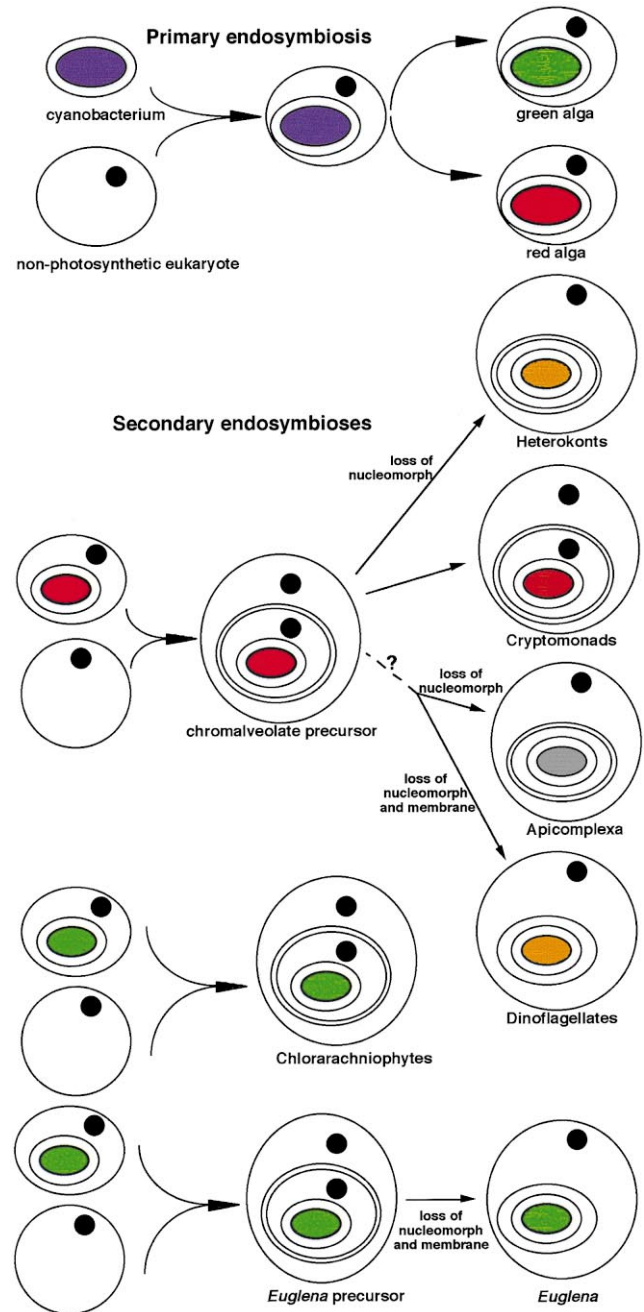 Primary endosymbiosis
cyanobacterium
green alga
non-photosynthetic eukaryote
red alga
Secondary endosymbioses
Heterokonts
loss of
nucleomorph
Cryptomonads
?
loss of
nucleomorph
chromalveolate precursor
loss of
nucleomorph
and membrane
Apicomplexa
Dinoflagellates
Chlorarachniophytes
loss of
nucleomorph
and membrane
Euglena precursor
Euglena